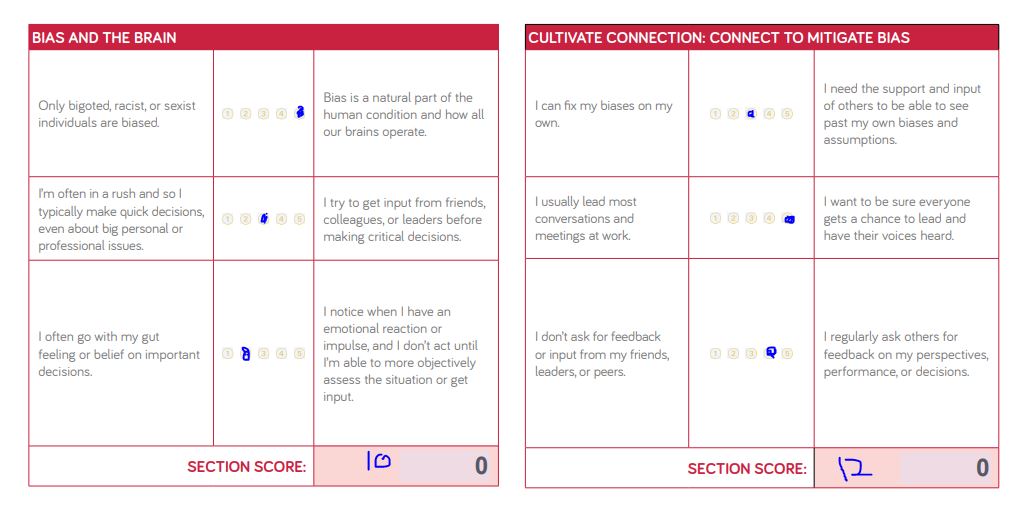 BIAS AND THE BRAIN
Only bigoted, racist, or sexist
individuals are biased.
1 2 3 4
Bias is a natural part of the
human condition and how all
our brains operate.
I'm often in a rush and so I
typically make quick decisions,
even about big personal or
professional issues.
1 2 4 5
I try to get input from friends,
colleagues, or leaders before
making critical decisions.
I often go with my gut
feeling or belief on important
decisions.
1 3 4 5
I notice when I have an
emotional reaction or
impulse, and I don't act until
I'm able to more objectively
assess the situation or get
input.
SECTION SCORE:
10
0
CULTIVATE CONNECTION: CONNECT TO MITIGATE BIAS
I can fix my biases on my
own.
1 2 4 5
I need the support and input
of others to be able to see
past my own biases and
assumptions.
I usually lead most
conversations and
meetings at work.
1 2 3 4
I want to be sure everyone
gets a chance to lead and
have their voices heard.
I don't ask for feedback
or input from my friends,
leaders, or peers.
1 2 3 5
I regularly ask others for
feedback on my perspectives,
performance, or decisions.
SECTION SCORE:
12
0